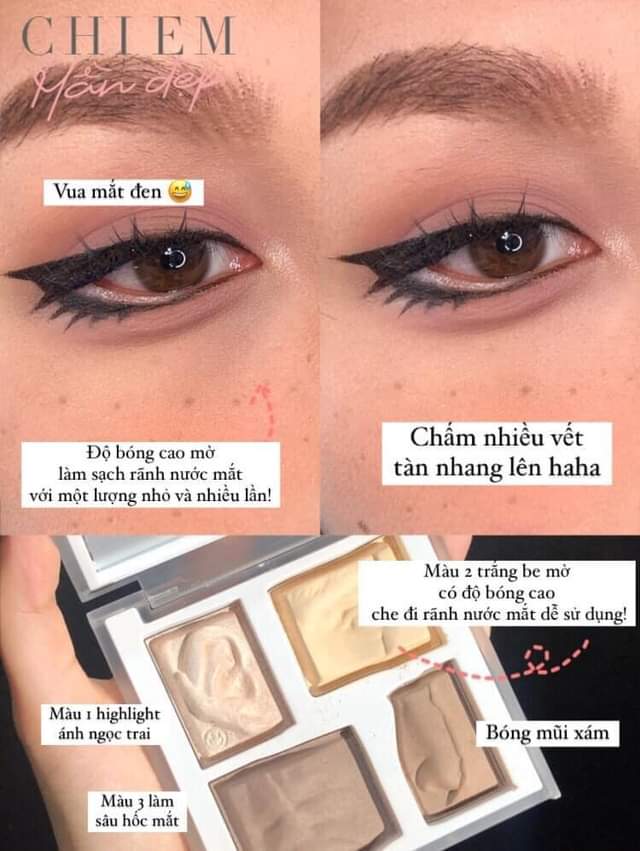 CHI EM
Mần đẹp
Vua mắt đen 😅
Độ bóng cao mờ
làm sạch rãnh nước mắt
với một lượng nhỏ và nhiều lần!
Chấm nhiều vết
tàn nhang lên haha
Màu 2 trắng be mờ
có độ bóng cao
che đi rãnh nước mắt dễ sử dụng!
Màu 1 highlight
ánh ngọc trai
Bóng mũi xám
Màu 3 làm
sâu hốc mắt